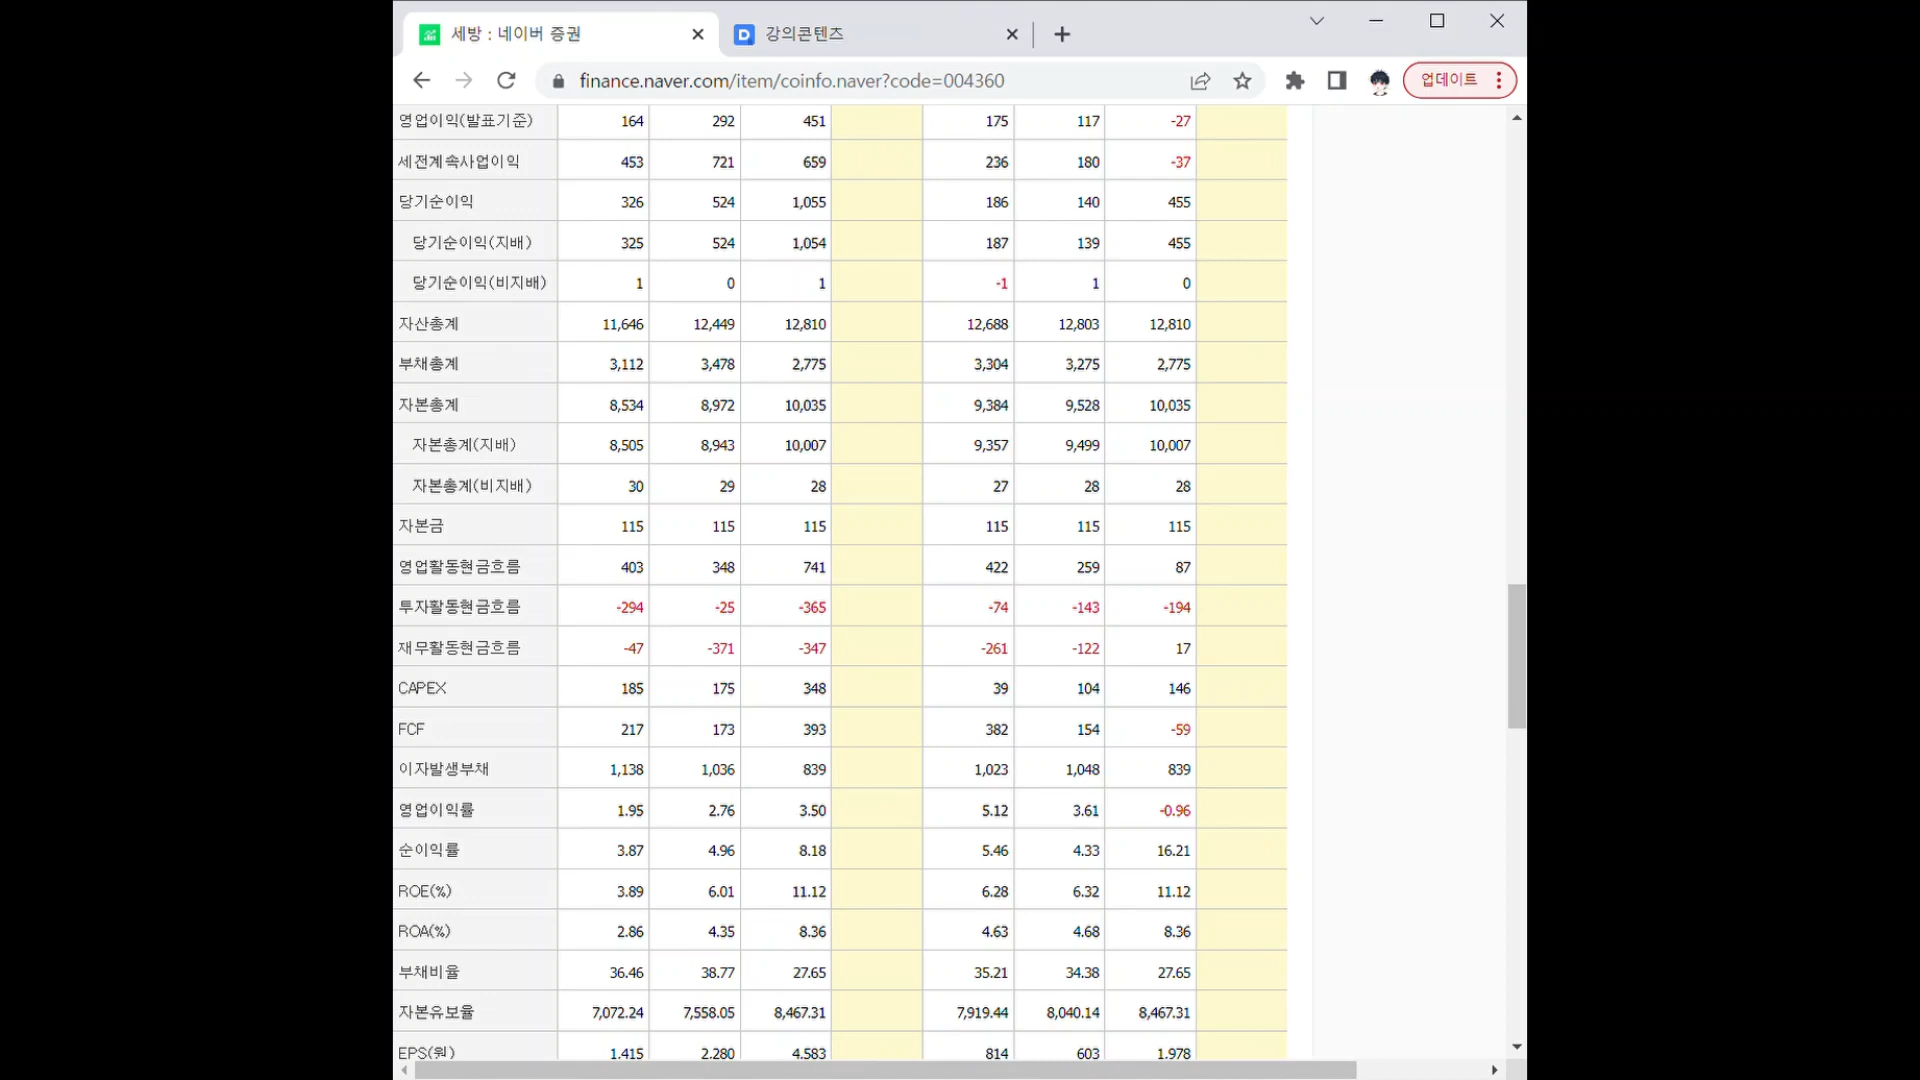 세방 : 네이버 증권
강의콘텐츠
finance.naver.com/item/coinfo.naver?code=004360
업데이트
영업이익(발표기준) 164 292 451 175 117 -27
세전계속사업이익 453 721 659 236 180 -37
당기순이익 326 524 1,055 186 140 455
당기순이익(지배) 325 524 1,054 187 139 455
당기순이익(비지배) 1 0 1 -1 1 0
자산총계 11,646 12,449 12,810 12,688 12,803 12,810
부채총계 3,112 3,478 2,775 3,304 3,275 2,775
자본총계 8,534 8,972 10,035 9,384 9,528 10,035
자본총계(지배) 8,505 8,943 10,007 9,357 9,499 10,007
자본총계(비지배) 30 29 28 27 28 28
자본금 115 115 115 115 115 115
영업활동현금흐름 403 348 741 422 259 87
투자활동현금흐름 -294 -25 -365 -74 -143 -194
재무활동현금흐름 -47 -371 -347 -261 -122 17
CAPEX 185 175 348 39 104 146
FCF 217 173 393 382 154 -59
이자발생부채 1,138 1,036 839 1,023 1,048 839
영업이익률 1.95 2.76 3.50 5.12 3.61 -0.96
순이익률 3.87 4.96 8.18 5.46 4.33 16.21
ROE(%) 3.89 6.01 11.12 6.28 6.32 11.12
ROA(%) 2.86 4.35 8.36 4.63 4.68 8.36
부채비율 36.46 38.77 27.65 35.21 34.38 27.65
자본유보율 7,072.24 7,558.05 8,467.31 7,919.44 8,040.14 8,467.31
EPS(원) 1,415 2,280 4,583 814 603 1,978